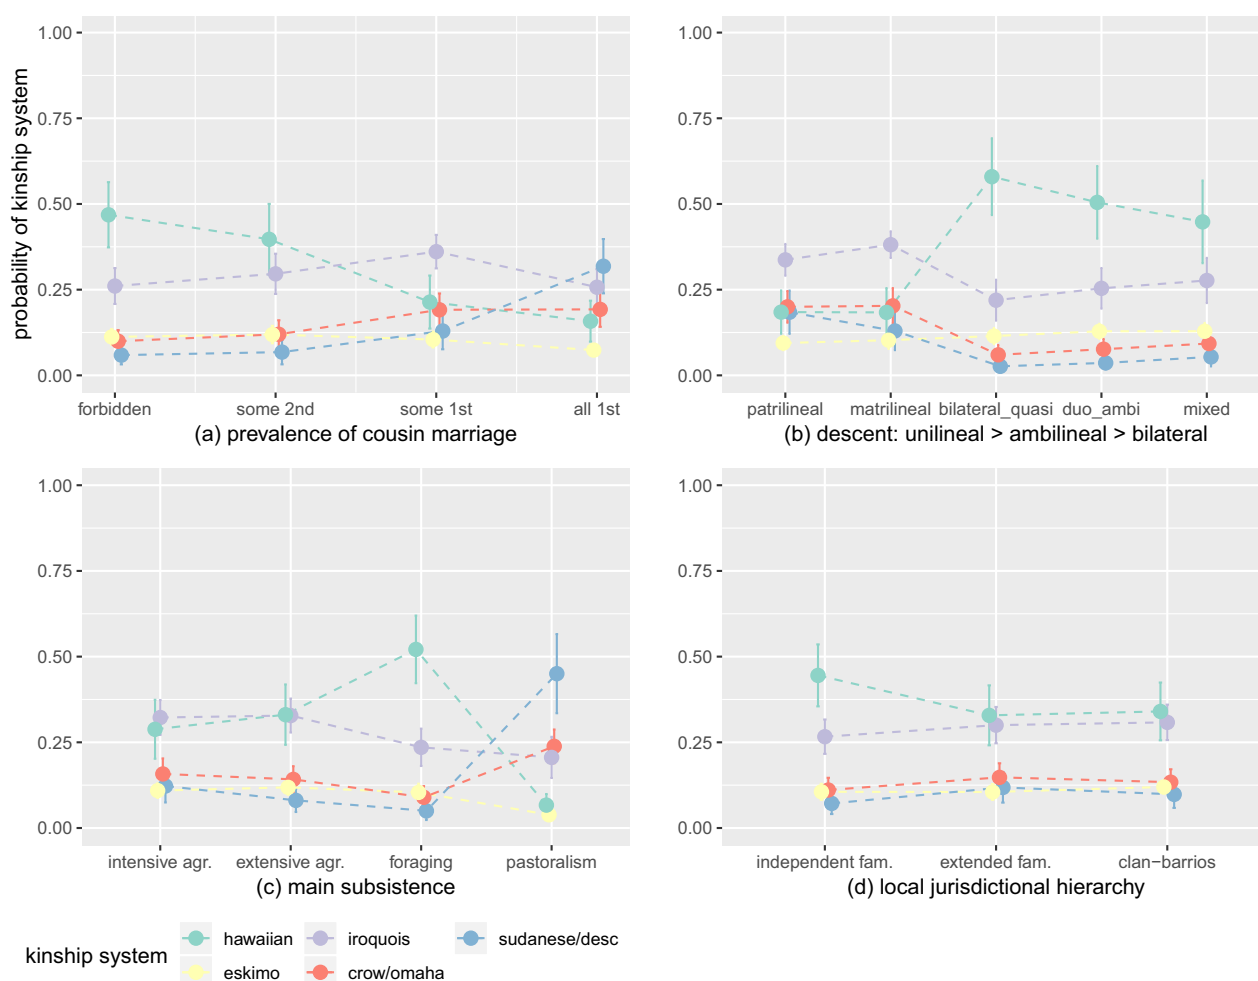 probability of kinship system
1.00
0.75
0.50
0.25
0.00
forbidden some 2nd some 1st all 1st
(a) prevalence of cousin marriage
1.00
0.75
0.50
0.25
0.00
patrilineal matrilineal bilateral_quasi duo_ambi mixed
(b) descent: unilineal > ambilineal > bilateral
1.00
0.75
0.50
0.25
0.00
intensive agr. extensive agr. foraging pastoralism
(c) main subsistence
1.00
0.75
0.50
0.25
0.00
independent fam. extended fam. clan−barrios
(d) local jurisdictional hierarchy
kinship system
hawaiian iroquois sudanese/desc
eskimo crow/omaha